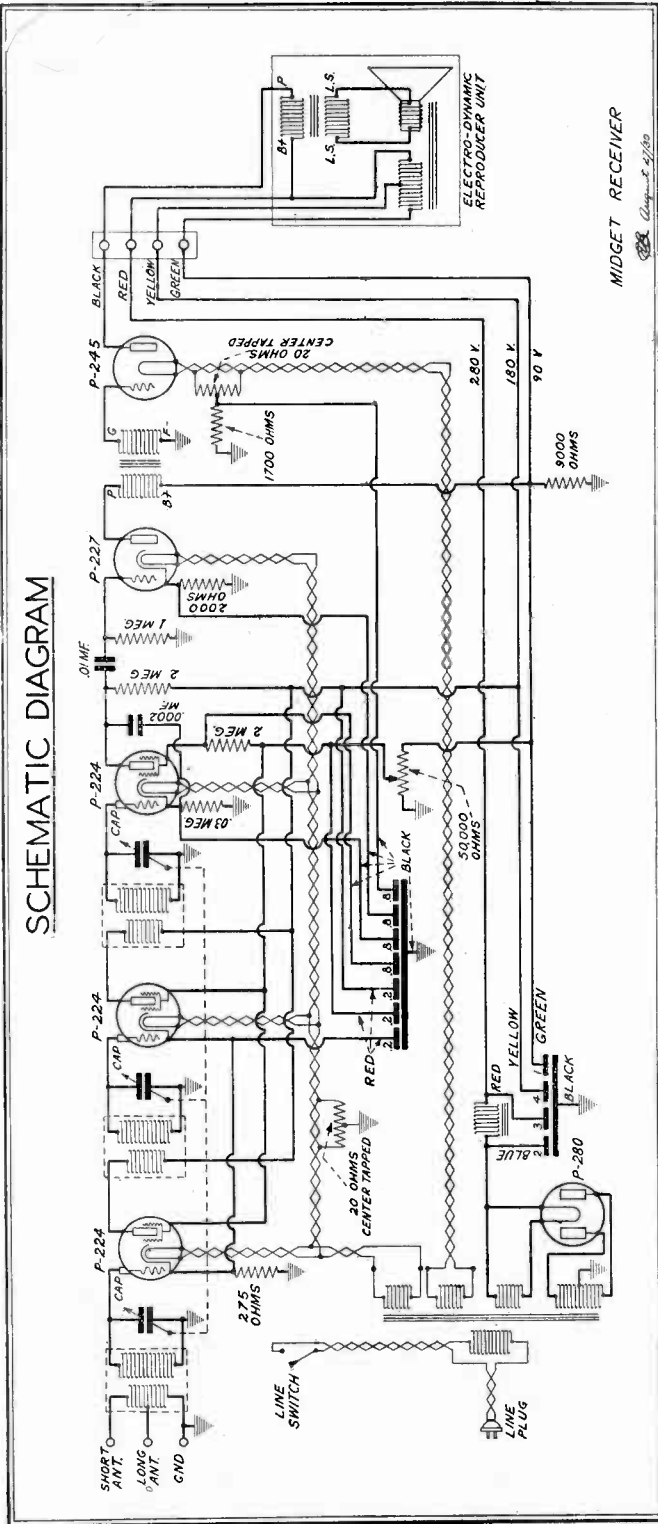 SCHEMATIC DIAGRAM
SHORT
ANT.
LONG
ANT.
GND
CAP
P-224
CAP
P-224
CAP
P-224
.0002
MF.
2 MEG
.01 MF.
1 MEG
P-227
P
B+
G
F-
P-245
BLACK
RED
YELLOW
GREEN
B+
P
L.S.
L.S.
ELECTRO-DYNAMIC
REPRODUCER UNIT
275
OHMS
20 OHMS
CENTER TAPPED
.03 MEG
2 MEG
2000
OHMS
1700 OHMS
20 OHMS.
CENTER TAPPED
RED
.2
.2
.2
.8
.8
.8
.8
BLACK
50,000
OHMS
280 V.
180 V.
90 V
9000
OHMS
LINE
SWITCH
LINE
PLUG
P-280
BLUE
RED
YELLOW
GREEN
2
3
4
1
BLACK
MIDGET RECEIVER